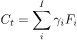 C_t = \sum_{i}^{I} \gamma_i F_i